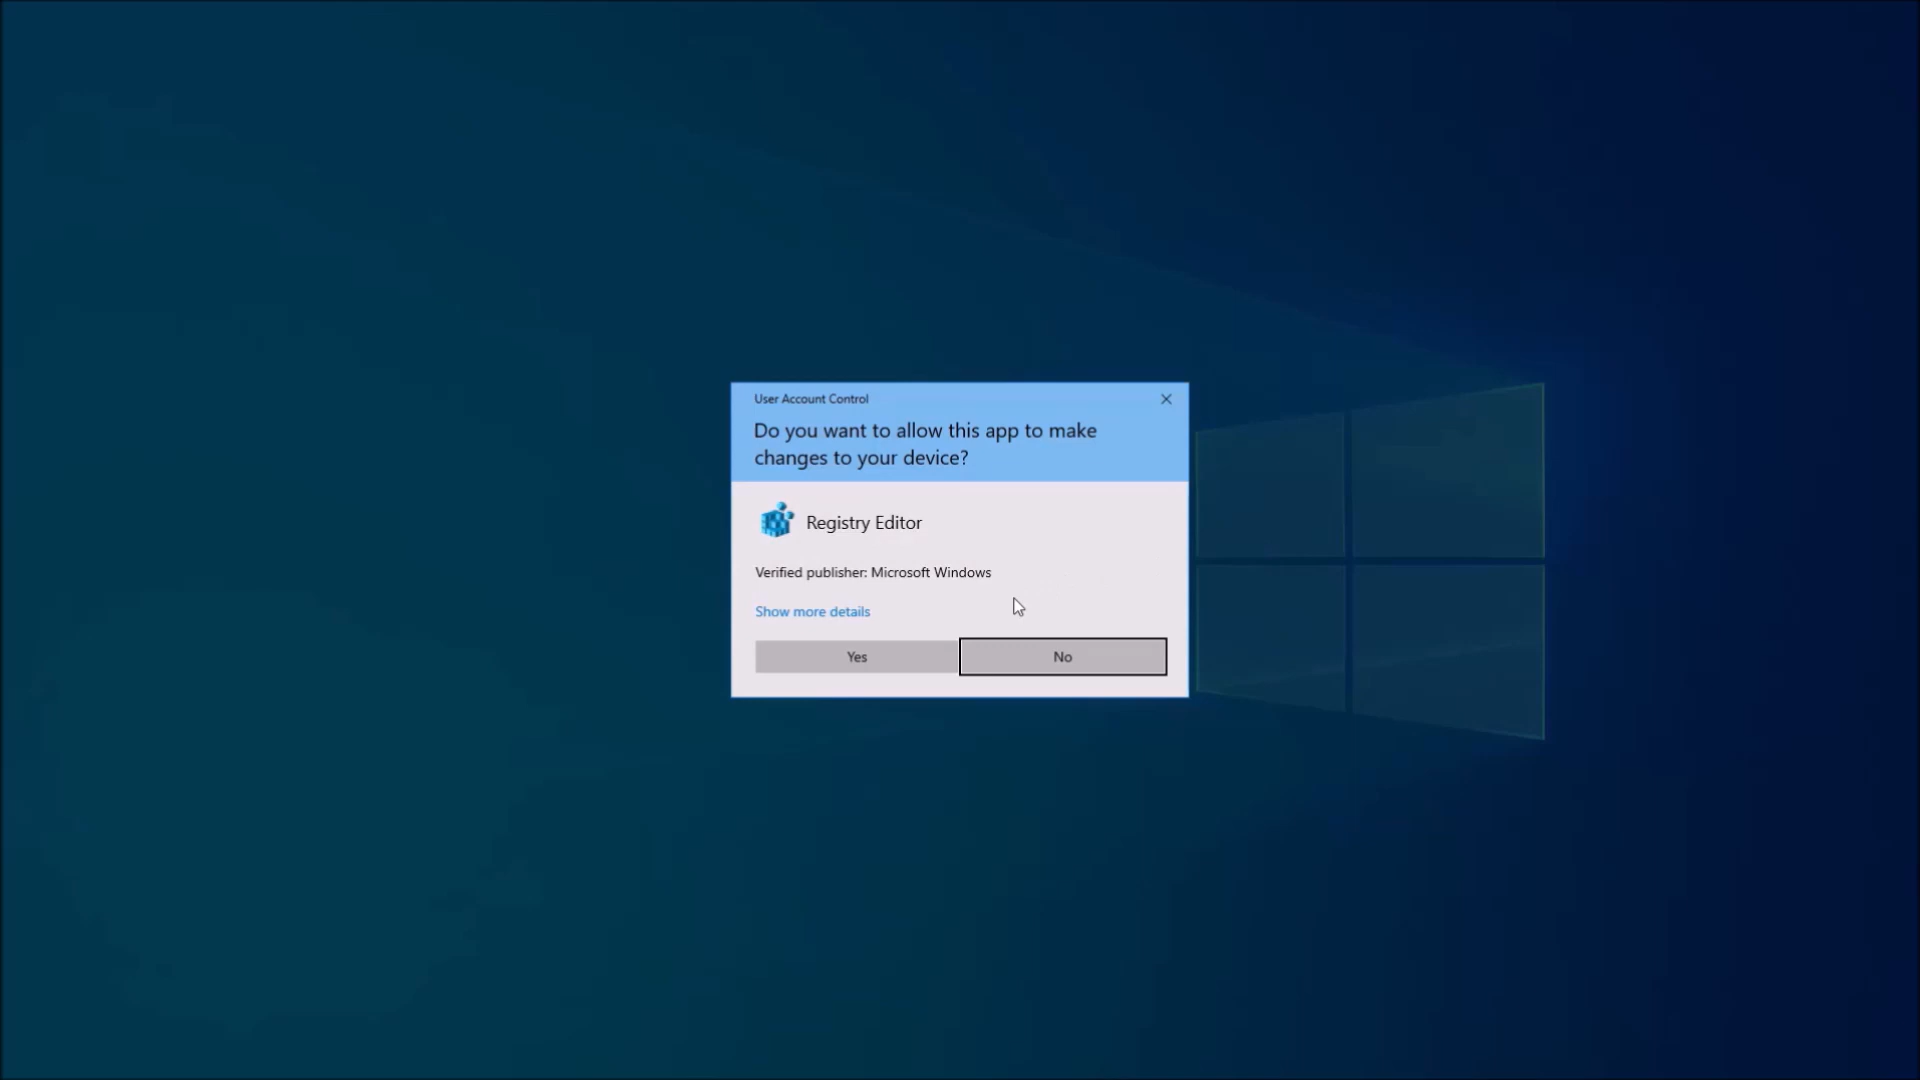 User Account Control
Do you want to allow this app to make
changes to your device?
Registry Editor
Verified publisher: Microsoft Windows
Show more details
Yes
No